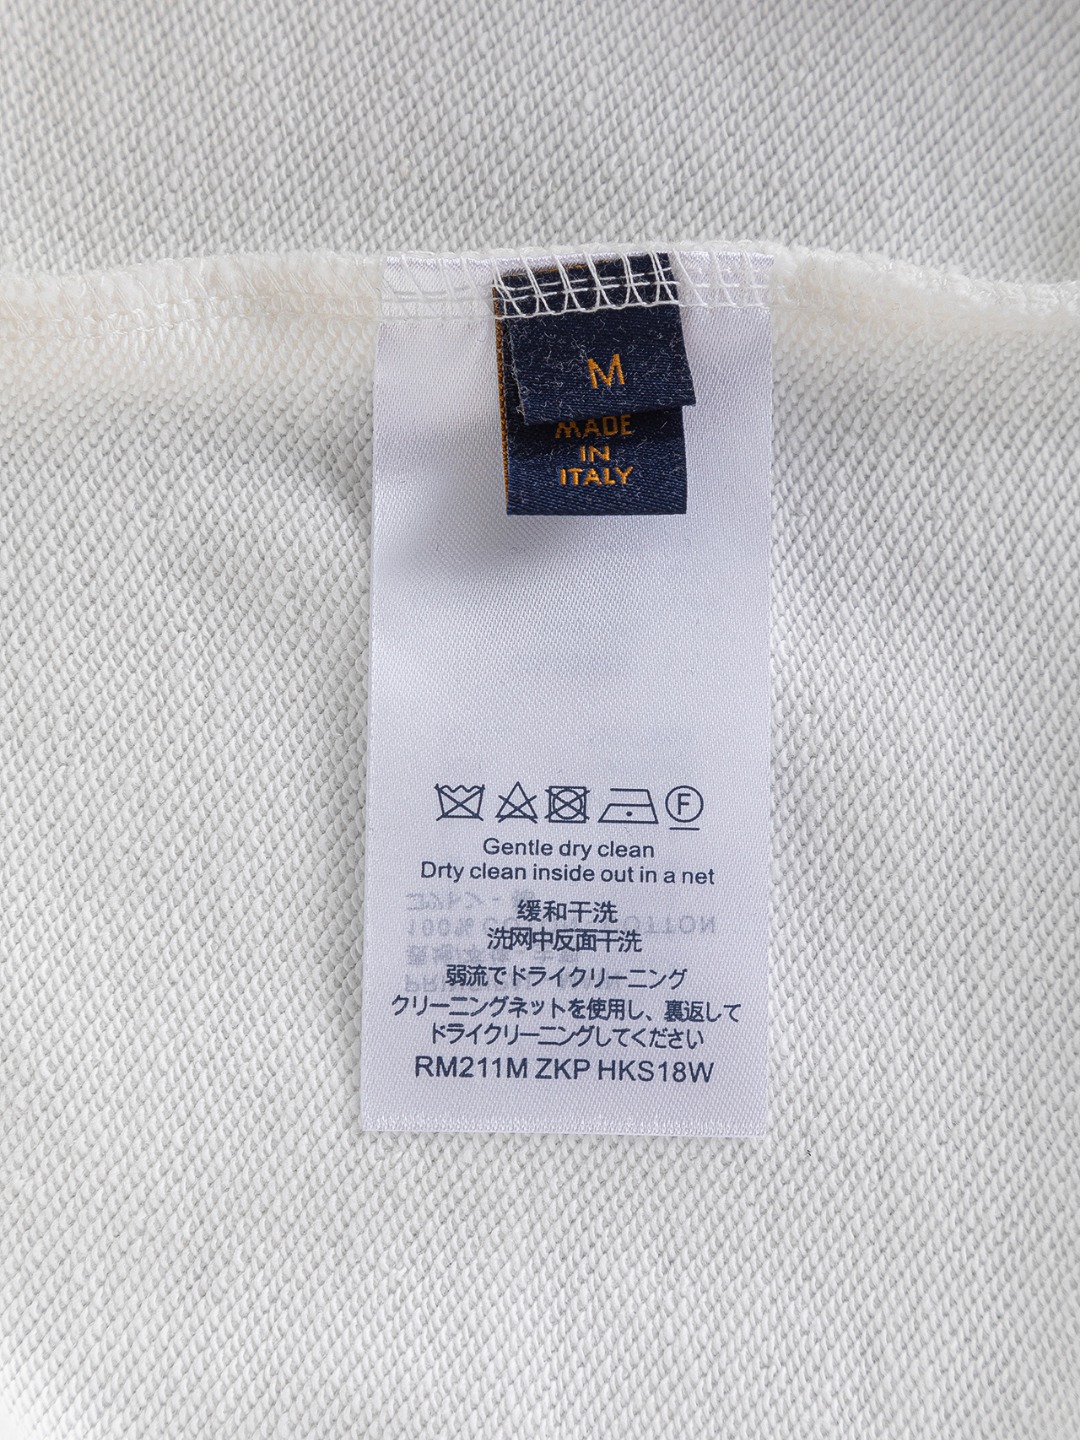 M
MADE
IN
ITALY
F
Gentle dry clean
Drty clean inside out in a net
缓和干洗
洗网中反面干洗
弱流でドライクリーニング
クリーニングネットを使用し、裏返して
ドライクリーニングしてください
RM211M ZKP HKS18W